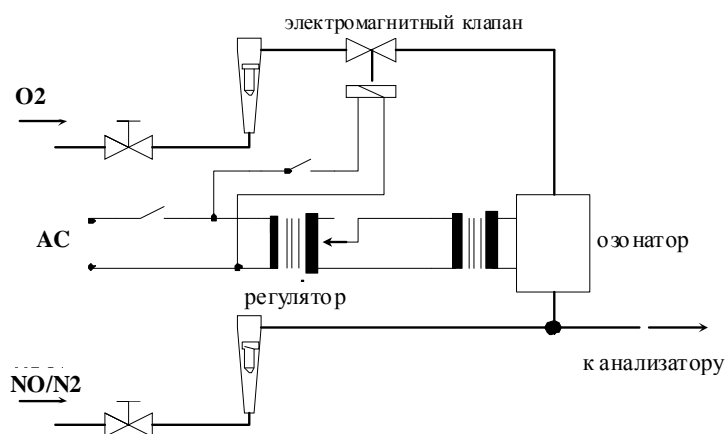 электромагнитный клапан
O2
AC
озонатор
регулятор
к анализатору
NO/N2